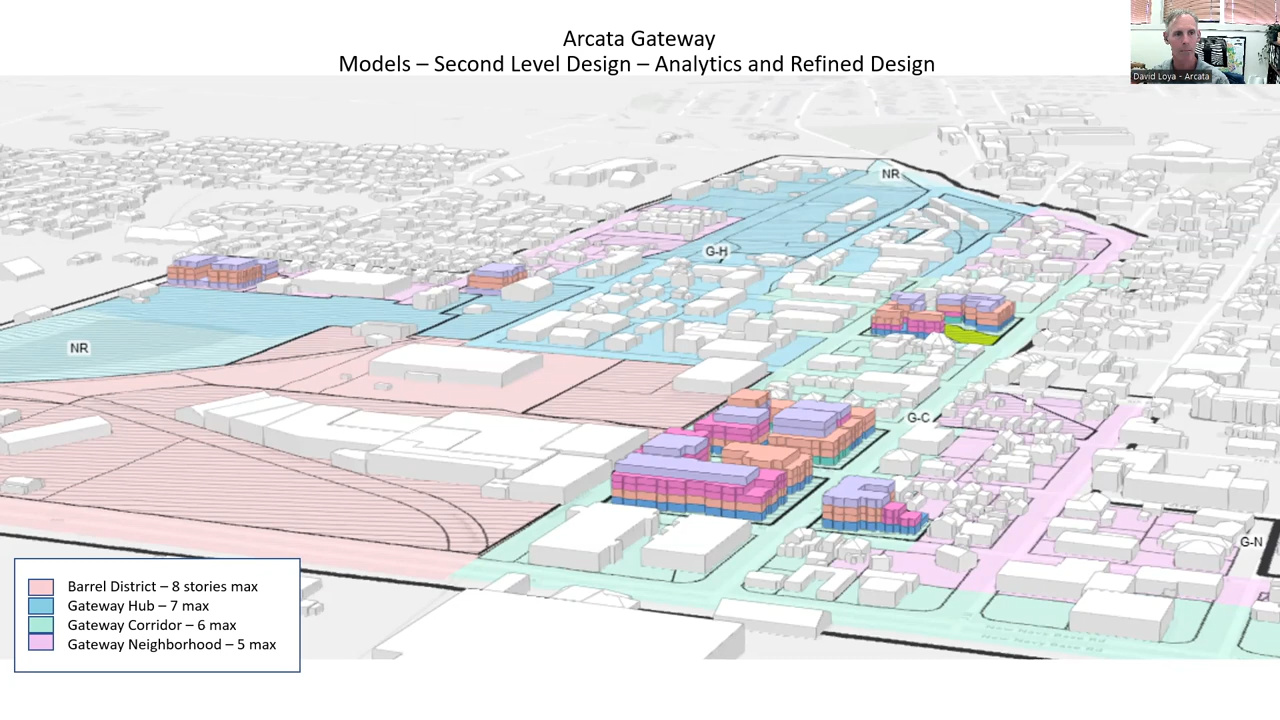 Arcata Gateway
Models – Second Level Design – Analytics and Refined Design
David Loya - Arcata
NR
G-H
NR
G-C
G-N
Barrel District – 8 stories max
Gateway Hub – 7 max
Gateway Corridor – 6 max
Gateway Neighborhood – 5 max